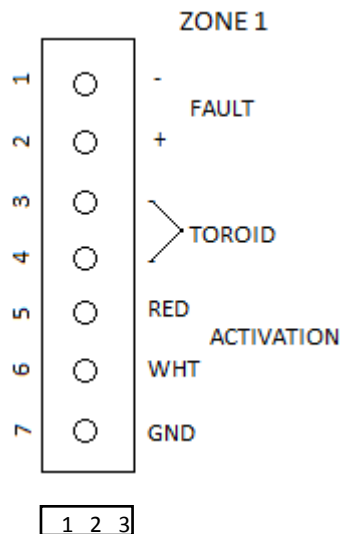 ZONE 1
1 -
FAULT
2 +
3
TOROID
4
5 RED
ACTIVATION
6 WHT
7 GND
1 2 3